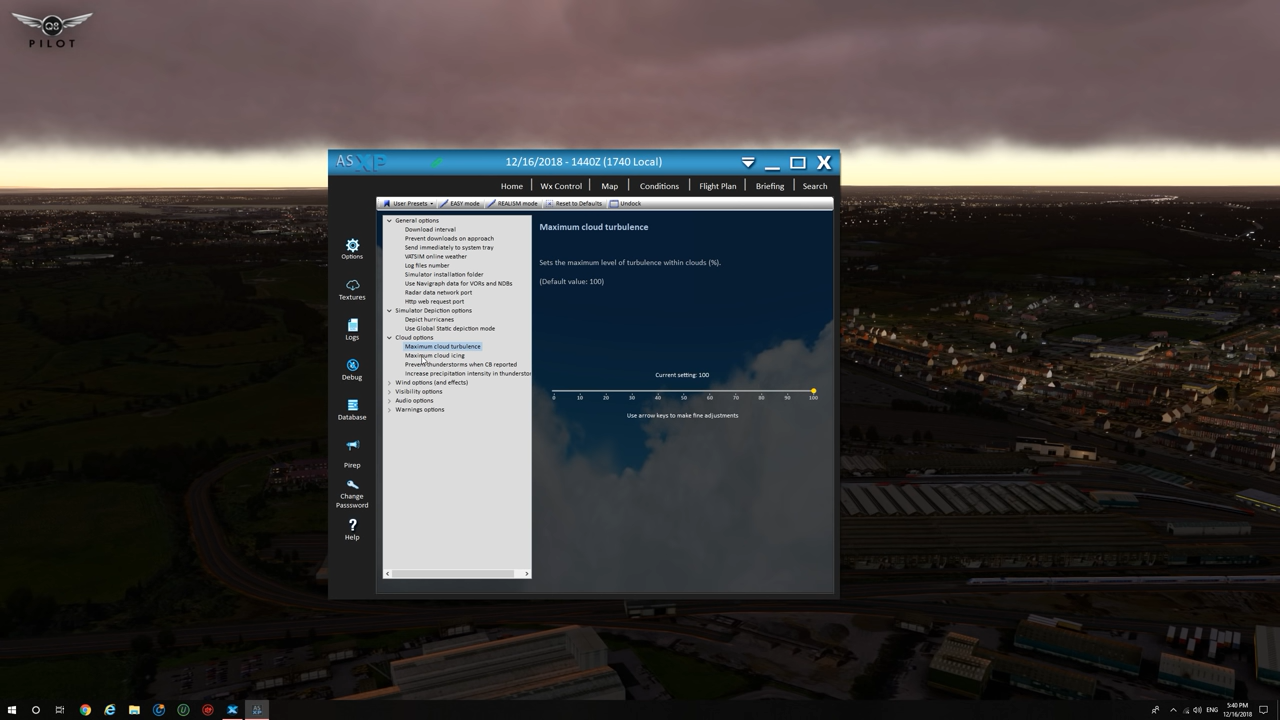 Q8
PILOT
ASXP
12/16/2018 - 1440Z (1740 Local)
X
Home
Wx Control
Map
Conditions
Flight Plan
Briefing
Search
User Presets
EASY mode
REALISM mode
Reset to Defaults
Undock
Options
Textures
Logs
Debug
Database
Pirep
Change
Passsword
?
Help
General options
Download interval
Prevent downloads on approach
Send immediately to system tray
VATSIM online weather
Log files number
Simulator installation folder
Use Navigraph data for VORs and NDBs
Radar data network port
Http web request port
Simulator Depiction options
Depict hurricanes
Use Global Static depiction mode
Cloud options
Maximum cloud turbulence
Maximum cloud icing
Prevent thunderstorms when CB reported
Increase precipitation intensity in thunderstor
Wind options (and effects)
Visibility options
Audio options
Warnings options
Maximum cloud turbulence
Sets the maximum level of turbulence within clouds (%).
(Default value: 100)
Current setting: 100
0 10 20 30 40 50 60 70 80 90 100
Use arrow keys to make fine adjustments
AS
XP
ENG
5:40 PM
12/16/2018